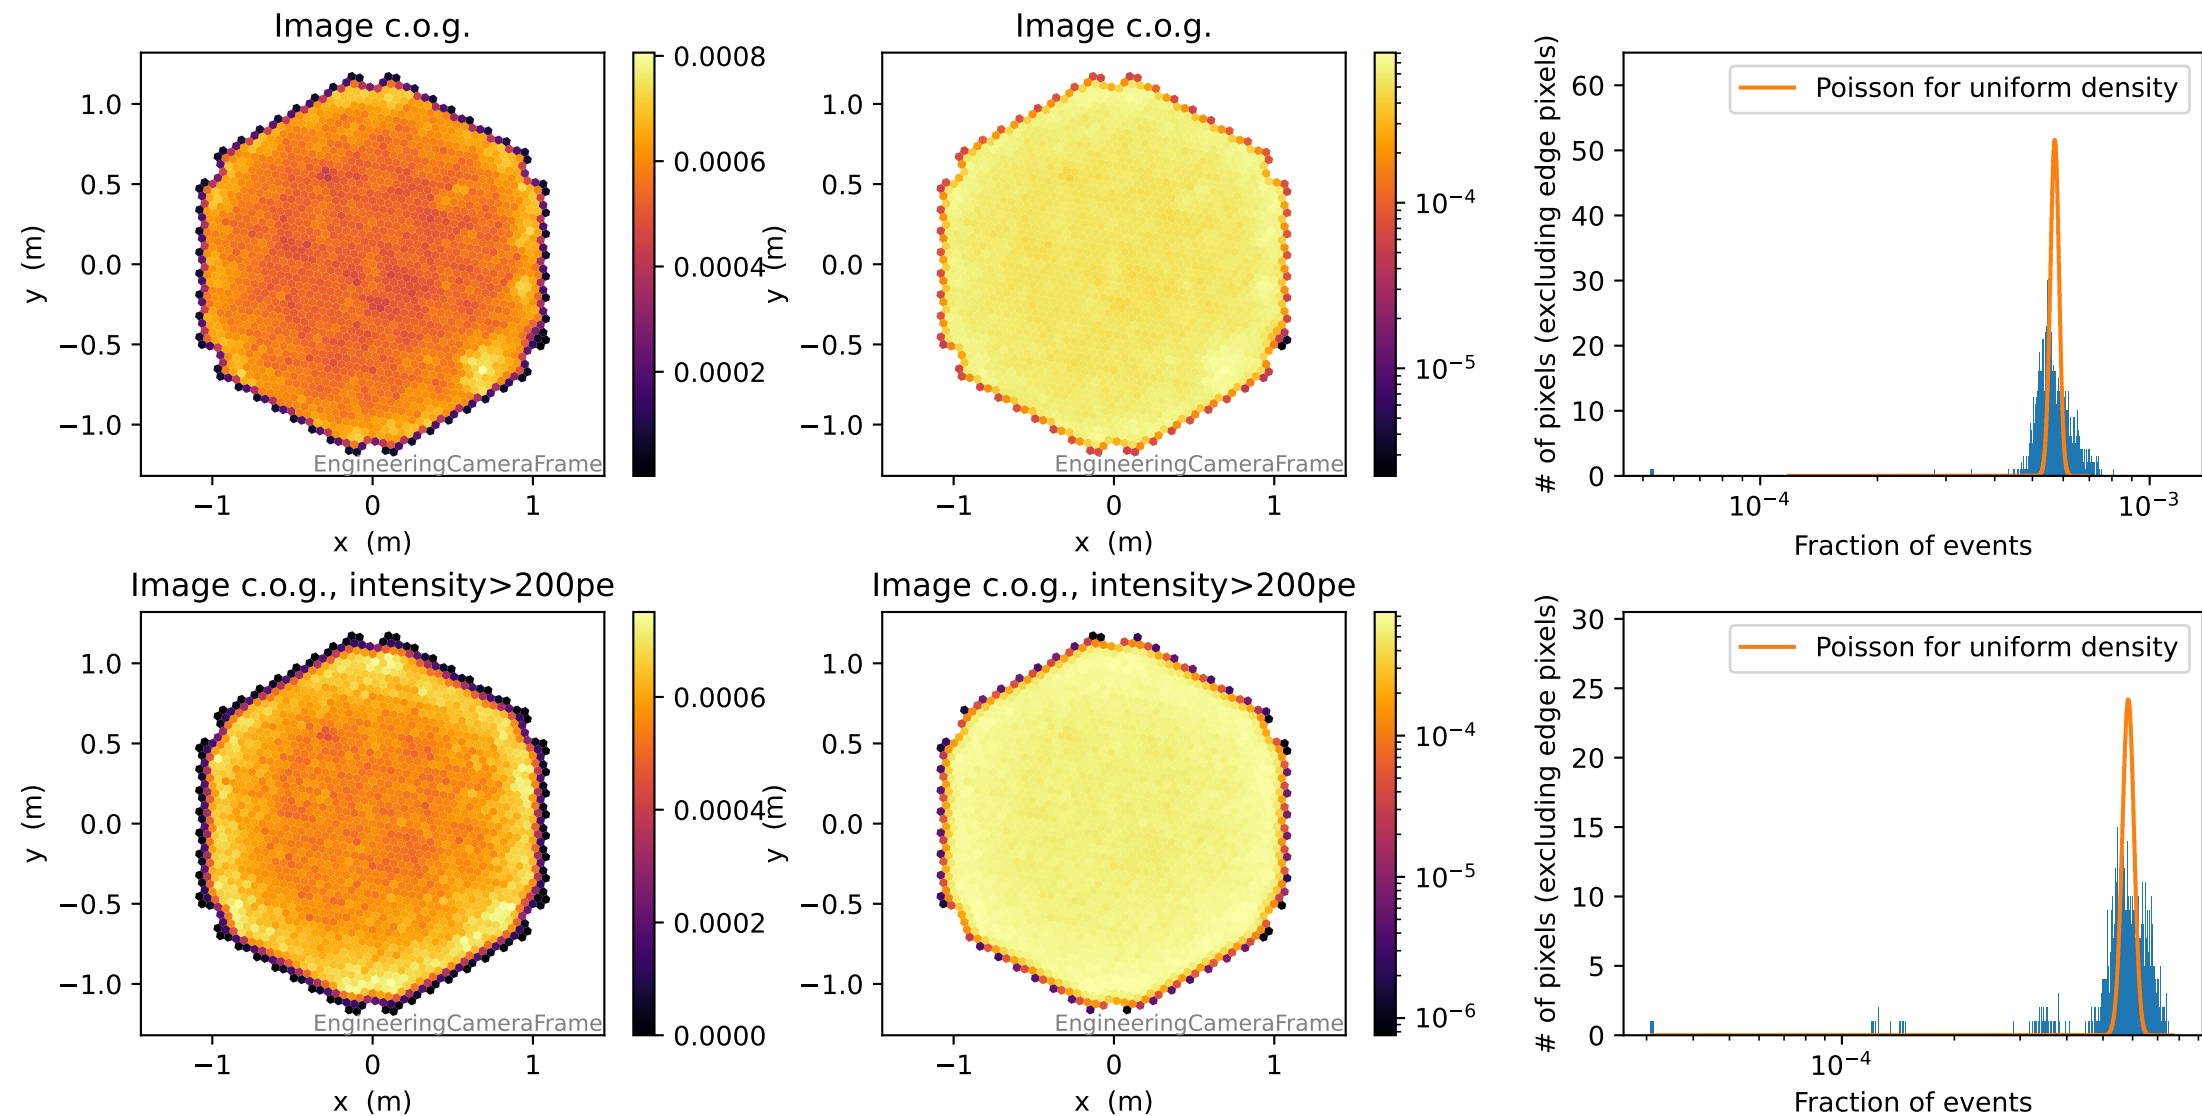 Image c.o.g.
1.0
0.5
0.0
−0.5
−1.0
y (m)
−1
0
1
x (m)
EngineeringCameraFrame
0.0008
0.0006
0.0004
0.0002
Image c.o.g.
1.0
0.5
0.0
−0.5
−1.0
y (m)
−1
0
1
x (m)
EngineeringCameraFrame
10⁻⁴
10⁻⁵
# of pixels (excluding edge pixels)
60
50
40
30
20
10
0
Poisson for uniform density
10⁻⁴
10⁻³
Fraction of events
Image c.o.g., intensity>200pe
1.0
0.5
0.0
−0.5
−1.0
y (m)
−1
0
1
x (m)
EngineeringCameraFrame
0.0006
0.0004
0.0002
0.0000
Image c.o.g., intensity>200pe
1.0
0.5
0.0
−0.5
−1.0
y (m)
−1
0
1
x (m)
EngineeringCameraFrame
10⁻⁴
10⁻⁵
10⁻⁶
# of pixels (excluding edge pixels)
30
25
20
15
10
5
0
Poisson for uniform density
10⁻⁴
Fraction of events